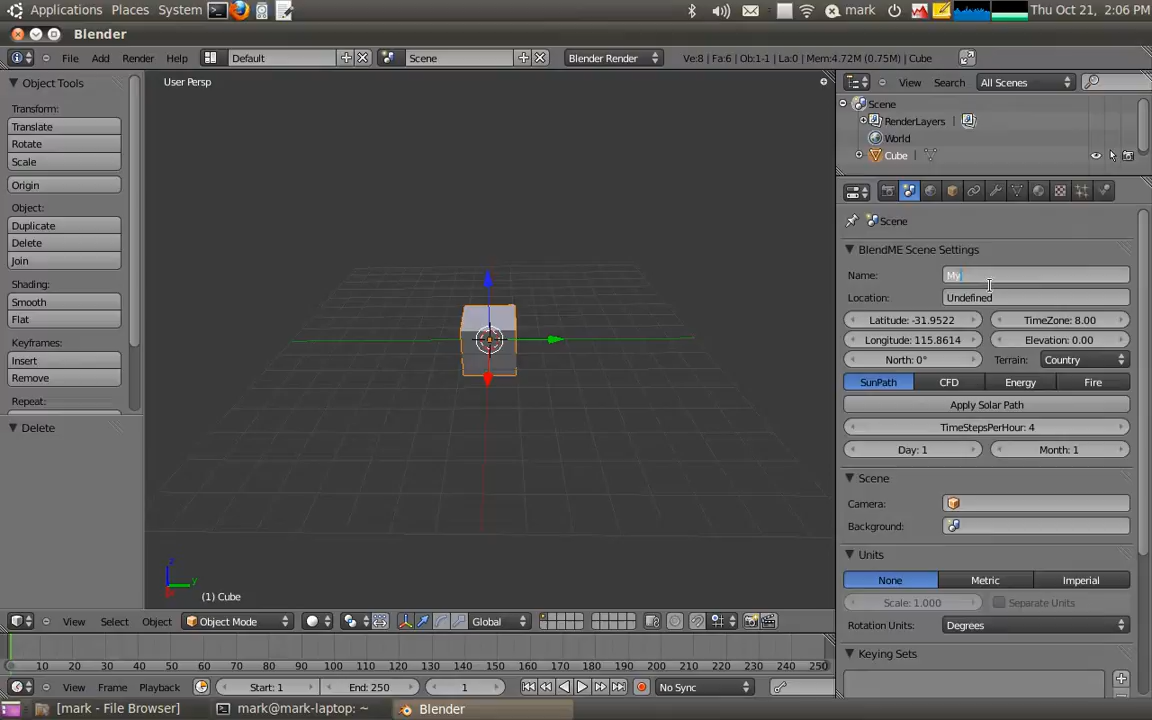 Applications Places System mark Thu Oct 21, 2:06 PM
Blender
File Add Render Help Default Scene Blender Render Ve:8 | Fa:6 | Ob:1-1 | La:0 | Mem:4.72M (0.75M) | Cube
Object Tools
Transform:
Translate
Rotate
Scale
Origin
Object:
Duplicate
Delete
Join
Shading:
Smooth
Flat
Keyframes:
Insert
Remove
Repeat:
Delete
User Persp
z
y
(1) Cube
View Search All Scenes
Scene
RenderLayers |
World
Cube |
Scene
BlendME Scene Settings
Name: My
Location: Undefined
Latitude: -31.9522 TimeZone: 8.00
Longitude: 115.8614 Elevation: 0.00
North: 0° Terrain: Country
SunPath CFD Energy Fire
Apply Solar Path
TimeStepsPerHour: 4
Day: 1 Month: 1
Scene
Camera:
Background:
Units
None Metric Imperial
Scale: 1.000 Separate Units
Rotation Units: Degrees
Keying Sets
View Select Object Object Mode Global
10 20 30 40 50 60 70 80 90 100 110 120 130 140 150 160 170 180 190 200 210 220 230 240 250
View Frame Playback Start: 1 End: 250 1 No Sync
[mark - File Browser] mark@mark-laptop: ~ Blender